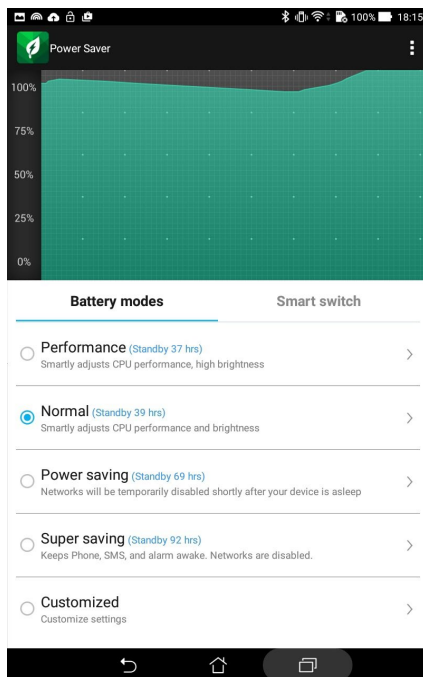 100% 18:15
Power Saver
100%
75%
50%
25%
0%
Battery modes Smart switch
Performance (Standby 37 hrs)
Smartly adjusts CPU performance, high brightness
Normal (Standby 39 hrs)
Smartly adjusts CPU performance and brightness
Power saving (Standby 69 hrs)
Networks will be temporarily disabled shortly after your device is asleep
Super saving (Standby 92 hrs)
Keeps Phone, SMS, and alarm awake. Networks are disabled.
Customized
Customize settings